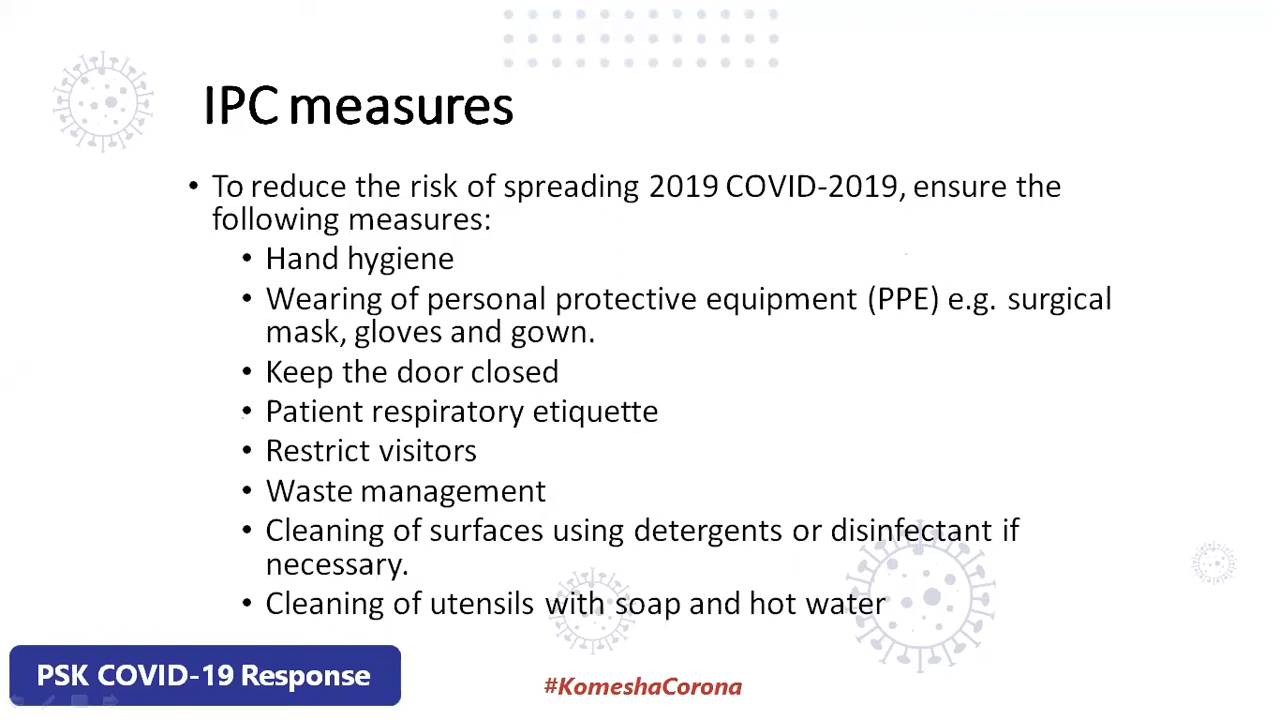 IPC measures
• To reduce the risk of spreading 2019 COVID-2019, ensure the
following measures:
• Hand hygiene
• Wearing of personal protective equipment (PPE) e.g. surgical
mask, gloves and gown.
• Keep the door closed
• Patient respiratory etiquette
• Restrict visitors
• Waste management
• Cleaning of surfaces using detergents or disinfectant if
necessary.
• Cleaning of utensils with soap and hot water
PSK COVID-19 Response
#KomeshaCorona